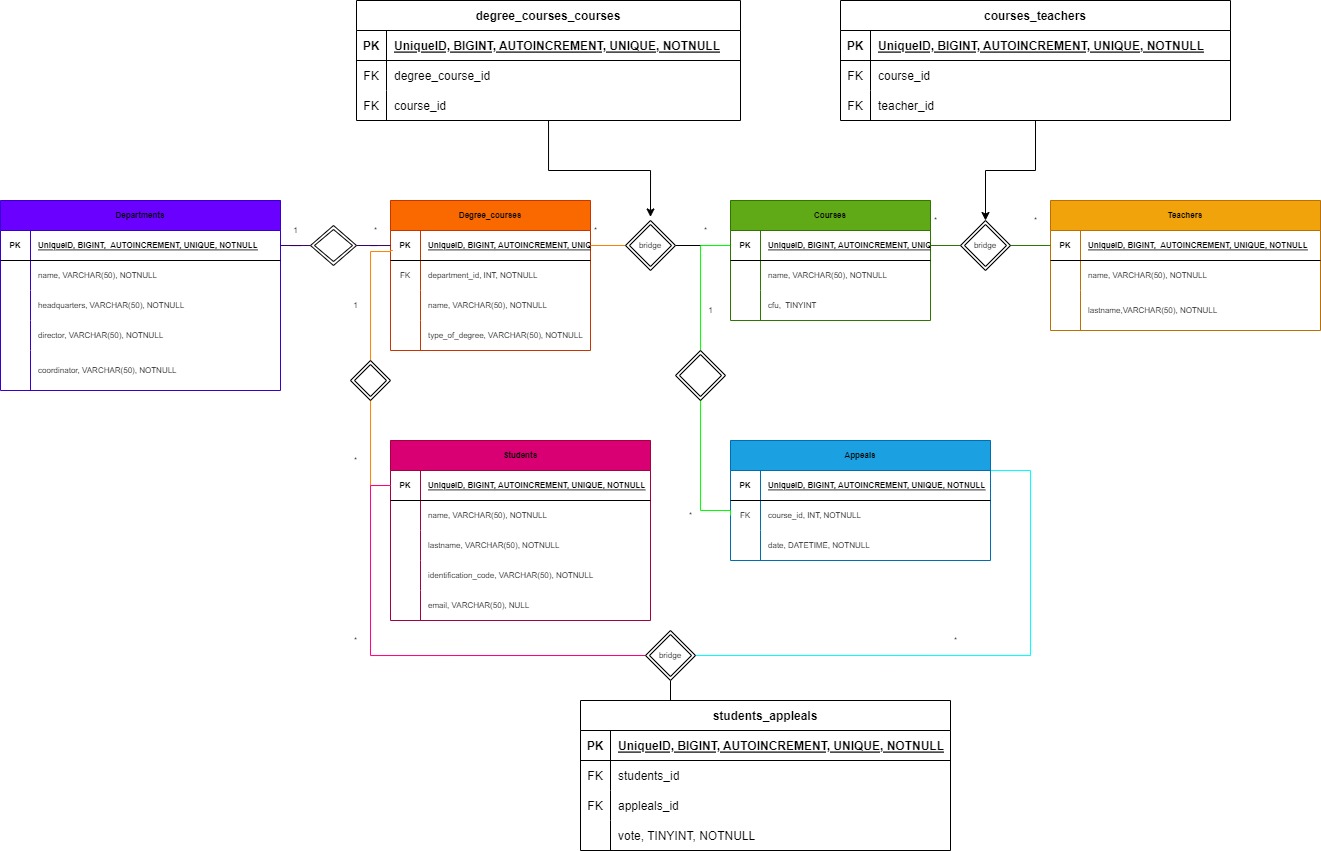 degree_courses_courses
PK UniqueID, BIGINT, AUTOINCREMENT, UNIQUE, NOTNULL
FK degree_course_id
FK course_id
courses_teachers
PK UniqueID, BIGINT, AUTOINCREMENT, UNIQUE, NOTNULL
FK course_id
FK teacher_id
Departments
PK UniqueID, BIGINT, AUTOINCREMENT, UNIQUE, NOTNULL
name, VARCHAR(50), NOTNULL
headquarters, VARCHAR(50), NOTNULL
director, VARCHAR(50), NOTNULL
coordinator, VARCHAR(50), NOTNULL
1
*
Degree_courses
PK UniqueID, BIGINT, AUTOINCREMENT, UNIQ
FK department_id, INT, NOTNULL
name, VARCHAR(50), NOTNULL
type_of_degree, VARCHAR(50), NOTNULL
*
bridge
*
Courses
PK UniqueID, BIGINT, AUTOINCREMENT, UNIQ
name, VARCHAR(50), NOTNULL
cfu, TINYINT
*
bridge
*
Teachers
PK UniqueID, BIGINT, AUTOINCREMENT, UNIQUE, NOTNULL
name, VARCHAR(50), NOTNULL
lastname,VARCHAR(50), NOTNULL
1
1
*
Students
PK UniqueID, BIGINT, AUTOINCREMENT, UNIQUE, NOTNULL
name, VARCHAR(50), NOTNULL
lastname, VARCHAR(50), NOTNULL
identification_code, VARCHAR(50), NOTNULL
email, VARCHAR(50), NULL
*
Appeals
PK UniqueID, BIGINT, AUTOINCREMENT, UNIQUE, NOTNULL
FK course_id, INT, NOTNULL
date, DATETIME, NOTNULL
*
bridge
*
students_appleals
PK UniqueID, BIGINT, AUTOINCREMENT, UNIQUE, NOTNULL
FK students_id
FK appleals_id
vote, TINYINT, NOTNULL